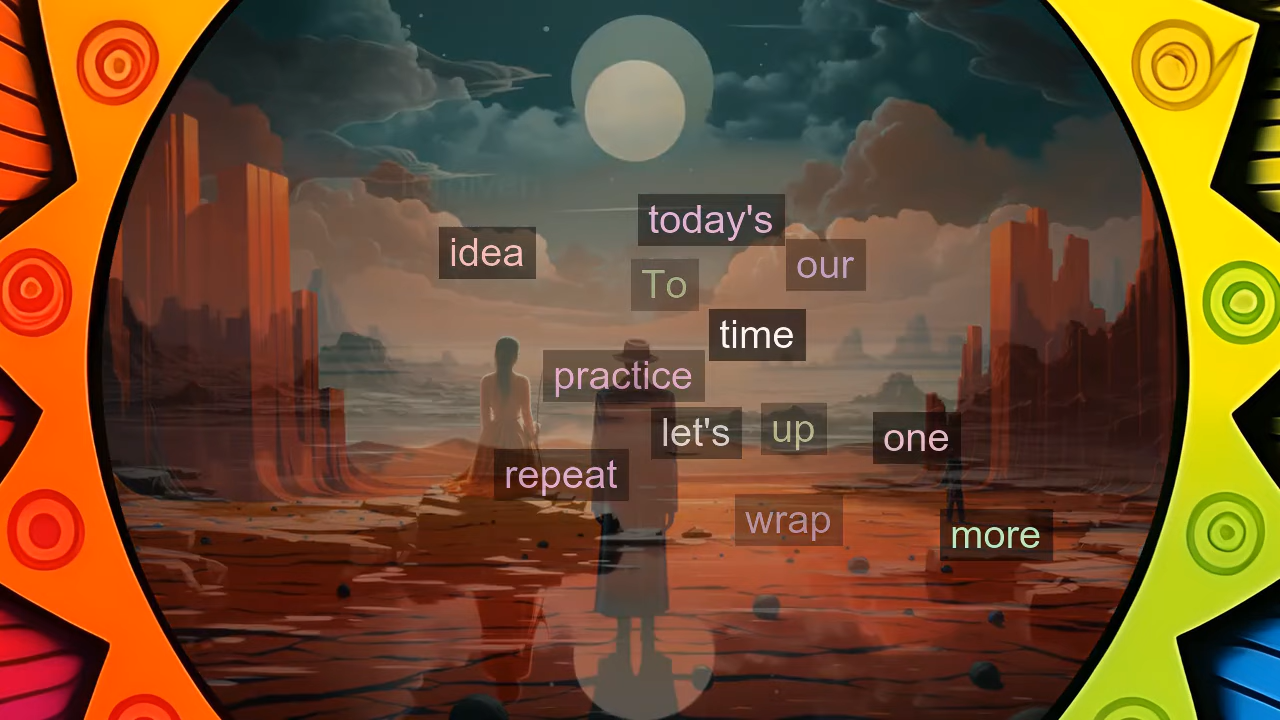 today's
idea
our
To
time
practice
let's
up
one
repeat
wrap
more